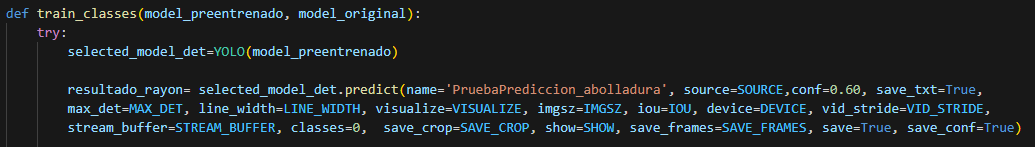 def train_classes(model_preentrenado, model_original):
    try:
        selected_model_det=YOLO(model_preentrenado)

        resultado_rayon= selected_model_det.predict(name='PruebaPrediccion_abolladura', source=SOURCE,conf=0.60, save_txt=True,
        max_det=MAX_DET, line_width=LINE_WIDTH, visualize=VISUALIZE, imgsz=IMGSZ, iou=IOU, device=DEVICE, vid_stride=VID_STRIDE,
        stream_buffer=STREAM_BUFFER, classes=0,  save_crop=SAVE_CROP, show=SHOW, save_frames=SAVE_FRAMES, save=True, save_conf=True)